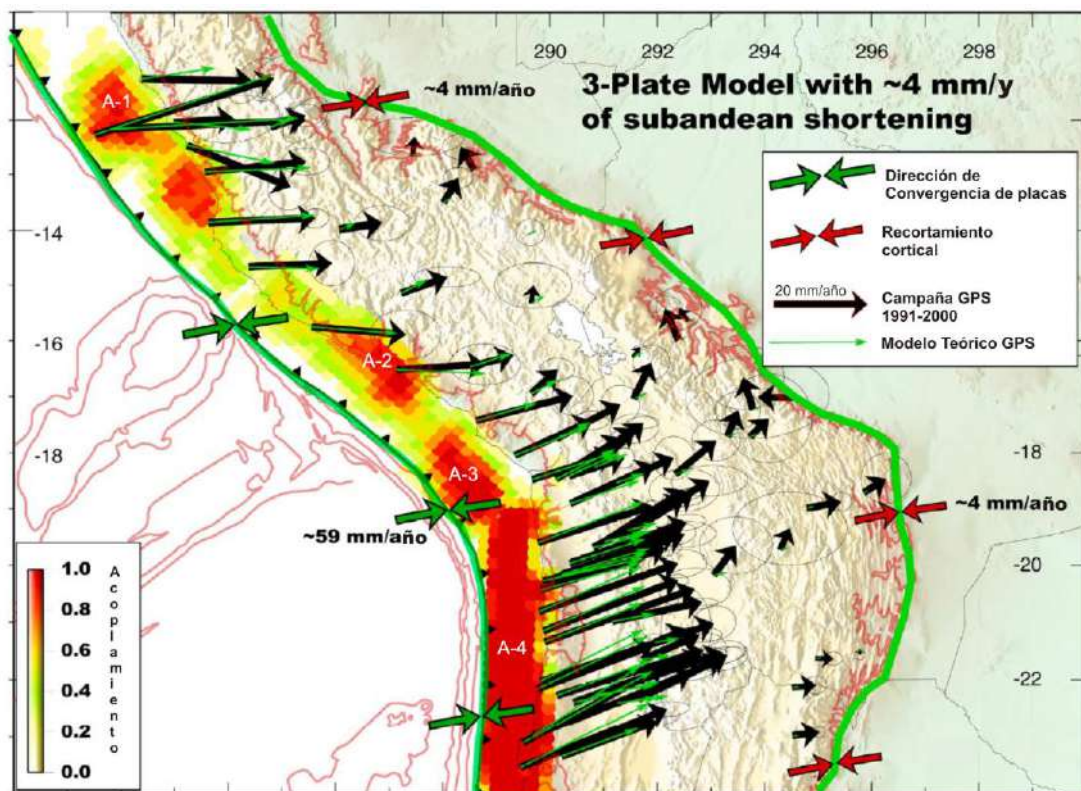 290 292 294 296 298
3-Plate Model with ~4 mm/y
of subandean shortening
~4 mm/año
A-1
Dirección de
Convergencia de placas
Recortamiento
cortical
20 mm/año
Campaña GPS
1991-2000
Modelo Teórico GPS
-14
-16
A-2
-18
-18
A-3
~59 mm/año
~4 mm/año
-20
A-4
-22
1.0
0.8
0.6
0.4
0.2
0.0
Acoplamiento